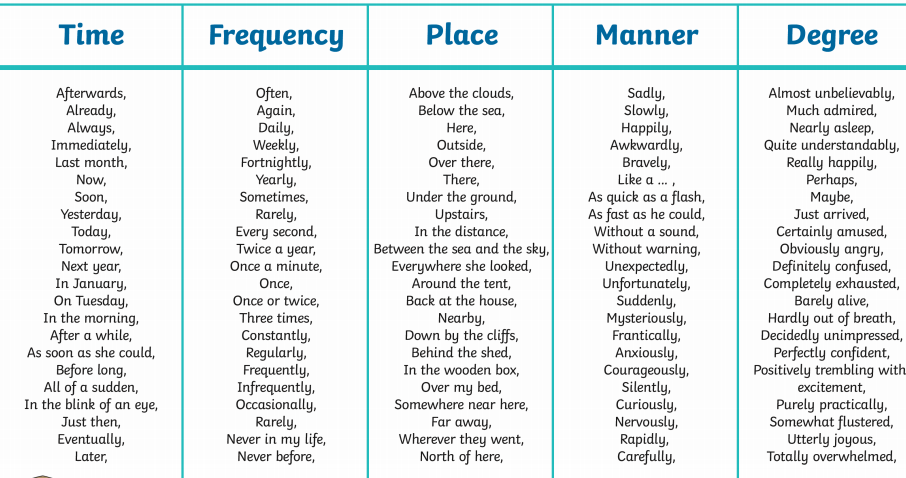 Time
Frequency
Place
Manner
Degree
Afterwards,
Already,
Always,
Immediately,
Last month,
Now,
Soon,
Yesterday,
Today,
Tomorrow,
Next year,
In January,
On Tuesday,
In the morning,
After a while,
As soon as she could,
Before long,
All of a sudden,
In the blink of an eye,
Just then,
Eventually,
Later,
Often,
Again,
Daily,
Weekly,
Fortnightly,
Yearly,
Sometimes,
Rarely,
Every second,
Twice a year,
Once a minute,
Once,
Once or twice,
Three times,
Constantly,
Regularly,
Frequently,
Infrequently,
Occasionally,
Rarely,
Never in my life,
Never before,
Above the clouds,
Below the sea,
Here,
Outside,
Over there,
There,
Under the ground,
Upstairs,
In the distance,
Between the sea and the sky,
Everywhere she looked,
Around the tent,
Back at the house,
Nearby,
Down by the cliffs,
Behind the shed,
In the wooden box,
Over my bed,
Somewhere near here,
Far away,
Wherever they went,
North of here,
Sadly,
Slowly,
Happily,
Awkwardly,
Bravely,
Like a ... ,
As quick as a flash,
As fast as he could,
Without a sound,
Without warning,
Unexpectedly,
Unfortunately,
Suddenly,
Mysteriously,
Frantically,
Anxiously,
Courageously,
Silently,
Curiously,
Nervously,
Rapidly,
Carefully,
Almost unbelievably,
Much admired,
Nearly asleep,
Quite understandably,
Really happily,
Perhaps,
Maybe,
Just arrived,
Certainly amused,
Obviously angry,
Definitely confused,
Completely exhausted,
Barely alive,
Hardly out of breath,
Decidedly unimpressed,
Perfectly confident,
Positively trembling with
excitement,
Purely practically,
Somewhat flustered,
Utterly joyous,
Totally overwhelmed,